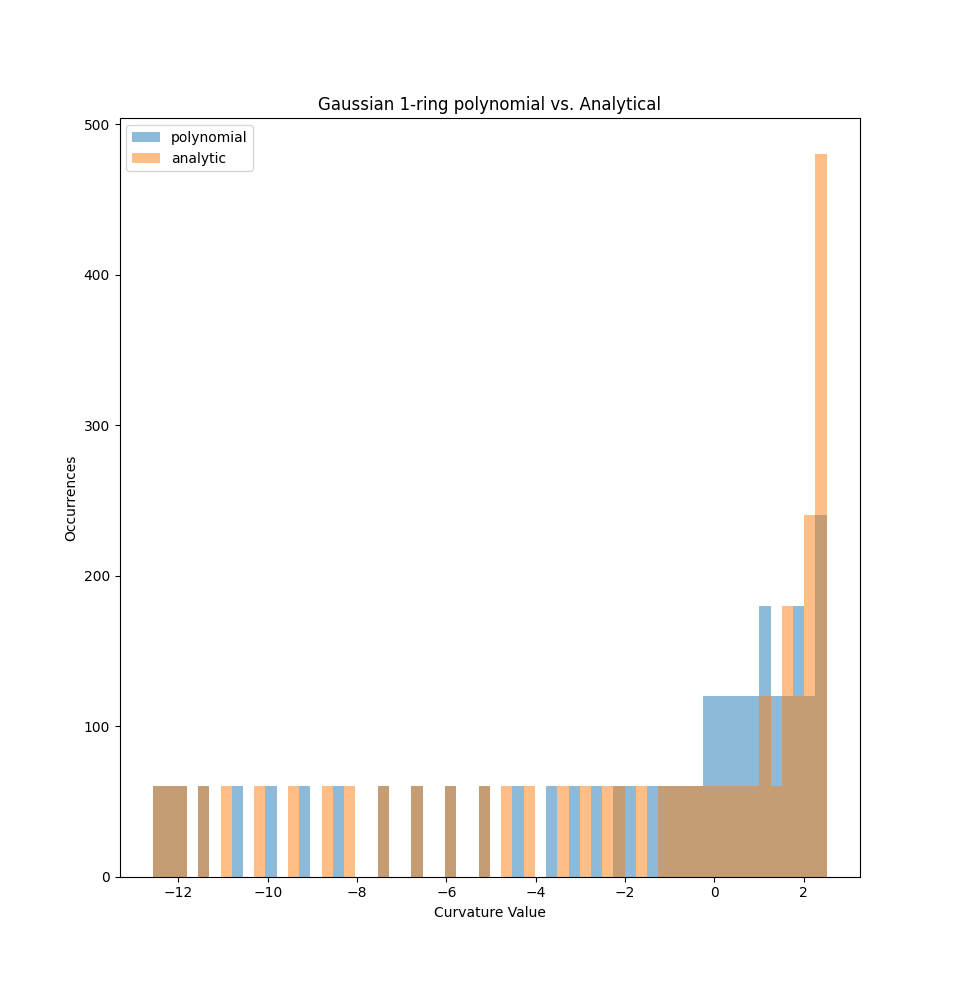 Gaussian 1-ring polynomial vs. Analytical
polynomial
analytic
500
400
300
200
100
0
Occurrences
−12 −10 −8 −6 −4 −2 0 2
Curvature Value